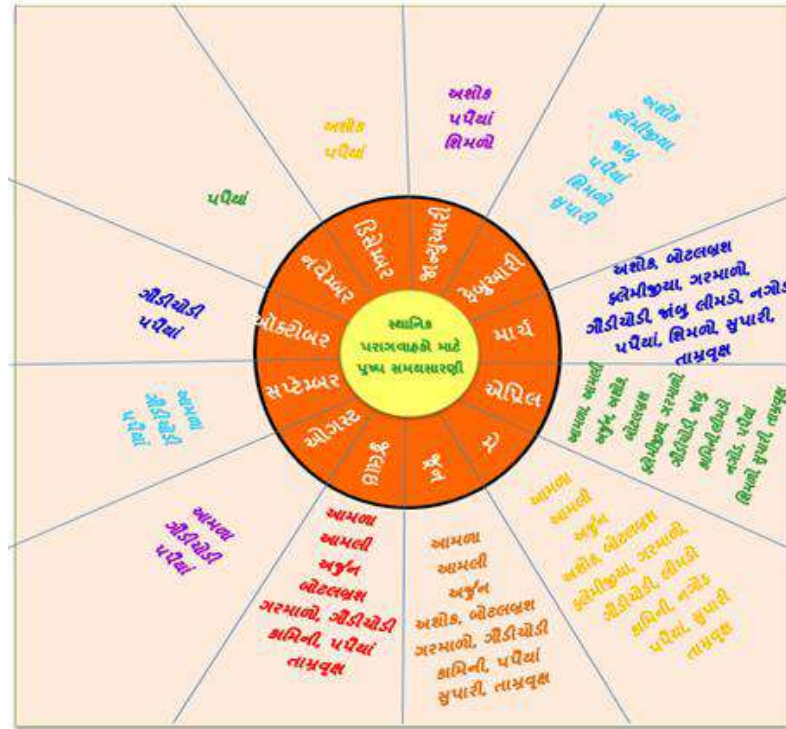 સ્થાનિક
પરાગવાહકો માટે
પુષ્પ સમયસારણી
જાન્યુઆરી
અશોક
પપૈયાં
શિમળો
ફેબ્રુઆરી
અશોક
ક્લેમીજીયા
જાંબુ
પપૈયાં
શિમળો
સુપારી
માર્ચ
અશોક, બોટલબ્રશ
ક્લેમીજીયા, ગરમાળો,
ગૌડીચોડી, જાંબુ લીમડો, નગોડ
પપૈયાં, શિમળો, સુપારી,
તામ્રવૃક્ષ
એપ્રિલ
આમળા, આમલી
અર્જુન, અશોક
બોટલબ્રશ
ક્લેમીજીયા, ગરમાળો
ગૌડીચોડી, જાંબુ
કામિની,લીમડો
નગોડ, પપૈયાં
શિમળો, સુપારી, તામ્રવૃક્ષ
મે
આમળા
આમલી
અર્જુન
અશોક, બોટલબ્રશ
ક્લેમીજીયા, ગરમાળો,
ગૌડીચોડી, લીમડો
કામિની, નગોડ
પપૈયાં, સુપારી
તામ્રવૃક્ષ
જૂન
આમળા
આમલી
અર્જુન
અશોક, બોટલબ્રશ
ગરમાળો, ગૌડીચોડી
કામિની, પપૈયાં
સુપારી, તામ્રવૃક્ષ
જુલાઇ
આમળા
આમલી
અર્જુન
બોટલબ્રશ
ગરમાળો, ગૌડીચોડી
કામિની, પપૈયાં
તામ્રવૃક્ષ
ઓગસ્ટ
આમળા
ગૌડીચોડી
પપૈયાં
સપ્ટેમ્બર
આમળા
ગૌડીચોડી
પપૈયાં
ઓક્ટોબર
ગૌડીચોડી
પપૈયાં
નવેમ્બર
પપૈયાં
ડિસેમ્બર
અશોક
પપૈયાં